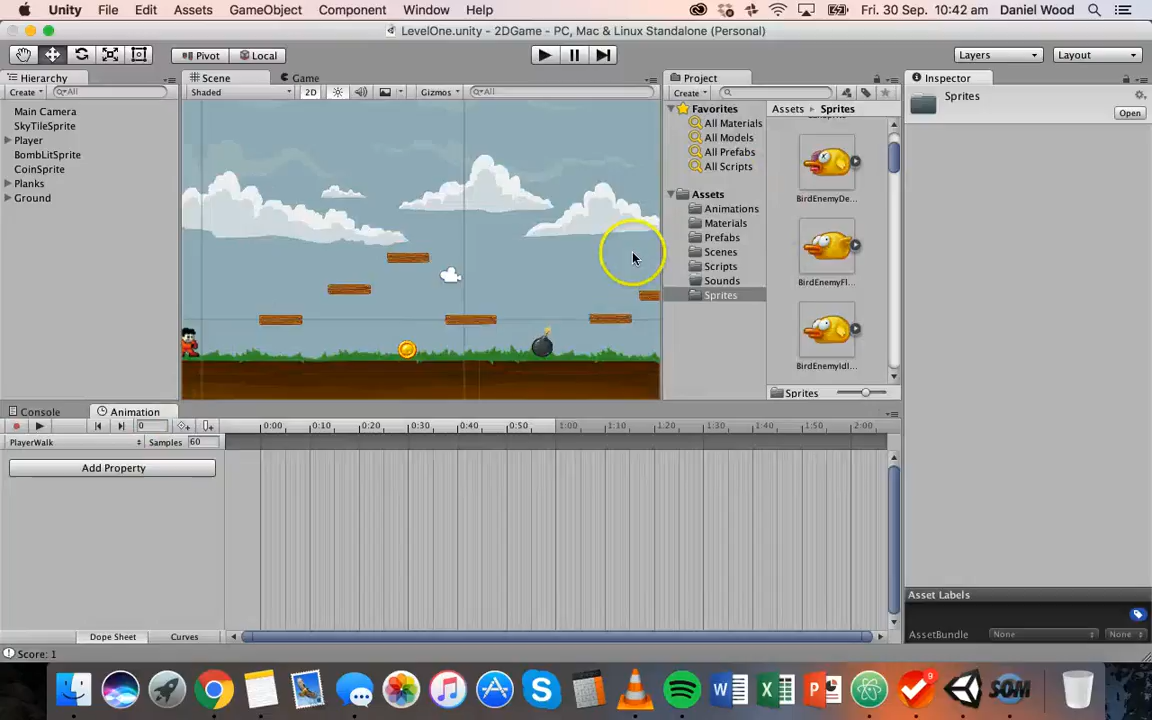 Unity File Edit Assets GameObject Component Window Help Fri. 30 Sep. 10:42 am Daniel Wood
LevelOne.unity - 2DGame - PC, Mac & Linux Standalone (Personal)
Pivot Local Layers Layout
Hierarchy Scene Game Project Inspector
Create All Shaded 2D Gizmos All Create
Sprites
Open
Main Camera
SkyTileSprite
Player
BombLitSprite
CoinSprite
Planks
Ground
Favorites
All Materials
All Models
All Prefabs
All Scripts
Assets
Animations
Materials
Prefabs
Scenes
Scripts
Sounds
Sprites
Assets Sprites
BirdEnemyDe...
BirdEnemyFl...
BirdEnemyIdl...
Sprites
Console Animation
0 0:00 0:10 0:20 0:30 0:40 0:50 1:00 1:10 1:20 1:30 1:40 1:50 2:00
PlayerWalk Samples 60
Add Property
Dope Sheet Curves
Asset Labels
AssetBundle None None
Score: 1
9
SOM